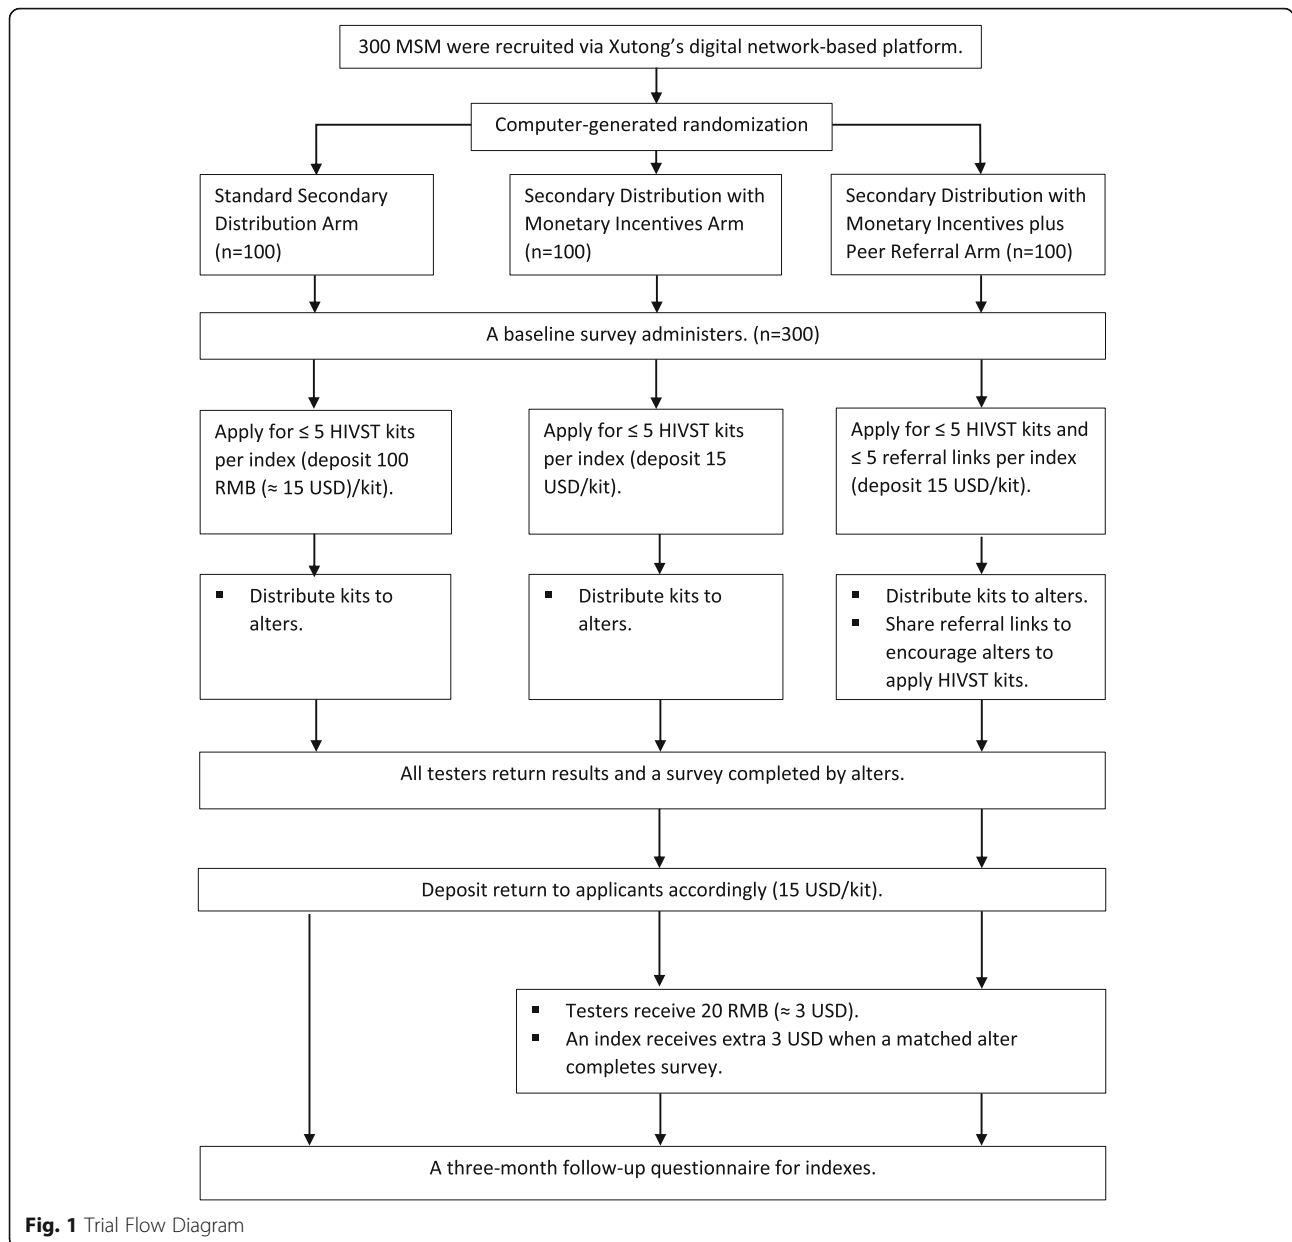 300 MSM were recruited via Xutong’s digital network-based platform.
Computer-generated randomization
Standard Secondary
Distribution Arm
(n=100)
Secondary Distribution with
Monetary Incentives Arm
(n=100)
Secondary Distribution with
Monetary Incentives plus
Peer Referral Arm (n=100)
A baseline survey administers. (n=300)
Apply for ≤ 5 HIVST kits
per index (deposit 100
RMB (≈ 15 USD)/kit).
Apply for ≤ 5 HIVST kits
per index (deposit 15
USD/kit).
Apply for ≤ 5 HIVST kits and
≤ 5 referral links per index
(deposit 15 USD/kit).
▪ Distribute kits to
alters.
▪ Distribute kits to
alters.
▪ Distribute kits to alters.
▪ Share referral links to
encourage alters to
apply HIVST kits.
All testers return results and a survey completed by alters.
Deposit return to applicants accordingly (15 USD/kit).
▪ Testers receive 20 RMB (≈ 3 USD).
▪ An index receives extra 3 USD when a matched alter
completes survey.
A three-month follow-up questionnaire for indexes.
Fig. 1 Trial Flow Diagram